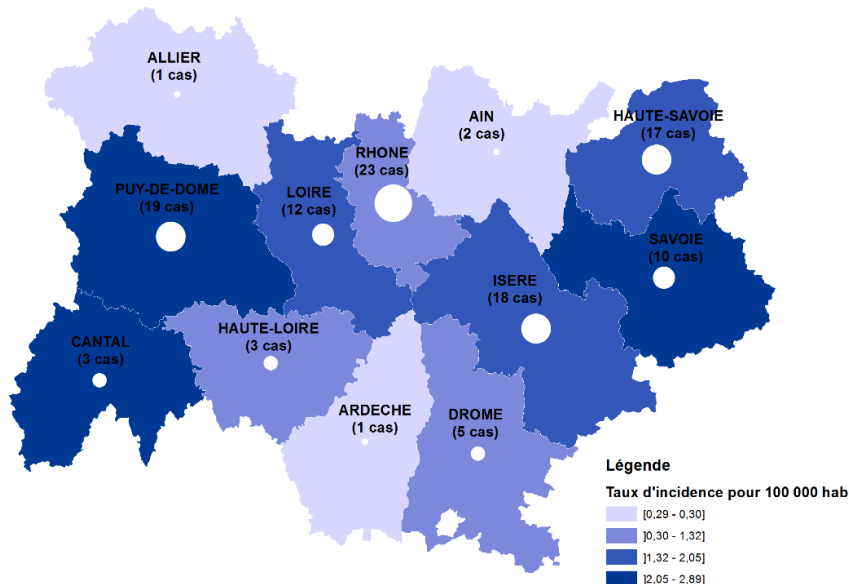 ALLIER
(1 cas)
AIN
(2 cas)
HAUTE-SAVOIE
(17 cas)
RHONE
(23 cas)
PUY-DE-DOME
(19 cas)
LOIRE
(12 cas)
SAVOIE
(10 cas)
ISERE
(18 cas)
CANTAL
(3 cas)
HAUTE-LOIRE
(3 cas)
ARDECHE
(1 cas)
DROME
(5 cas)
Légende
Taux d'incidence pour 100 000 hab
]0,29 - 0,30]
]0,30 - 1,32]
]1,32 - 2,05]
]2,05 - 2,89]